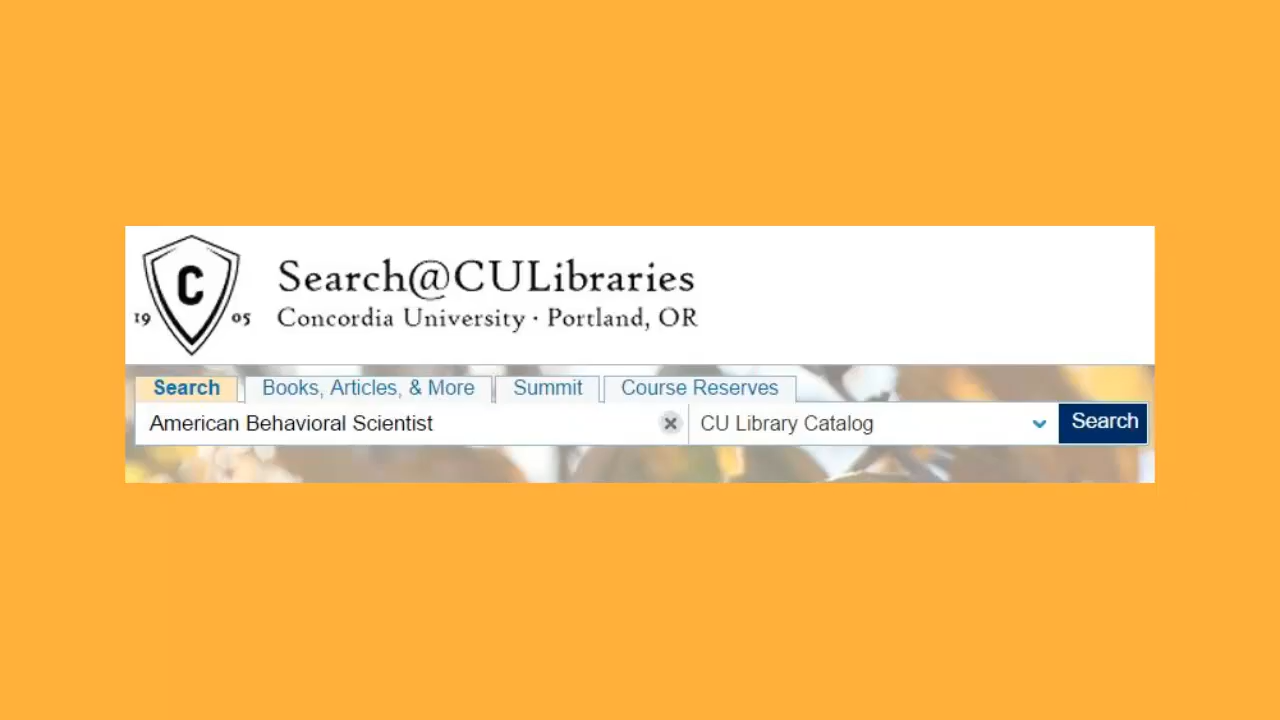 C
19 05
Search@CULibraries
Concordia University · Portland, OR
Search Books, Articles, & More Summit Course Reserves
American Behavioral Scientist CU Library Catalog Search